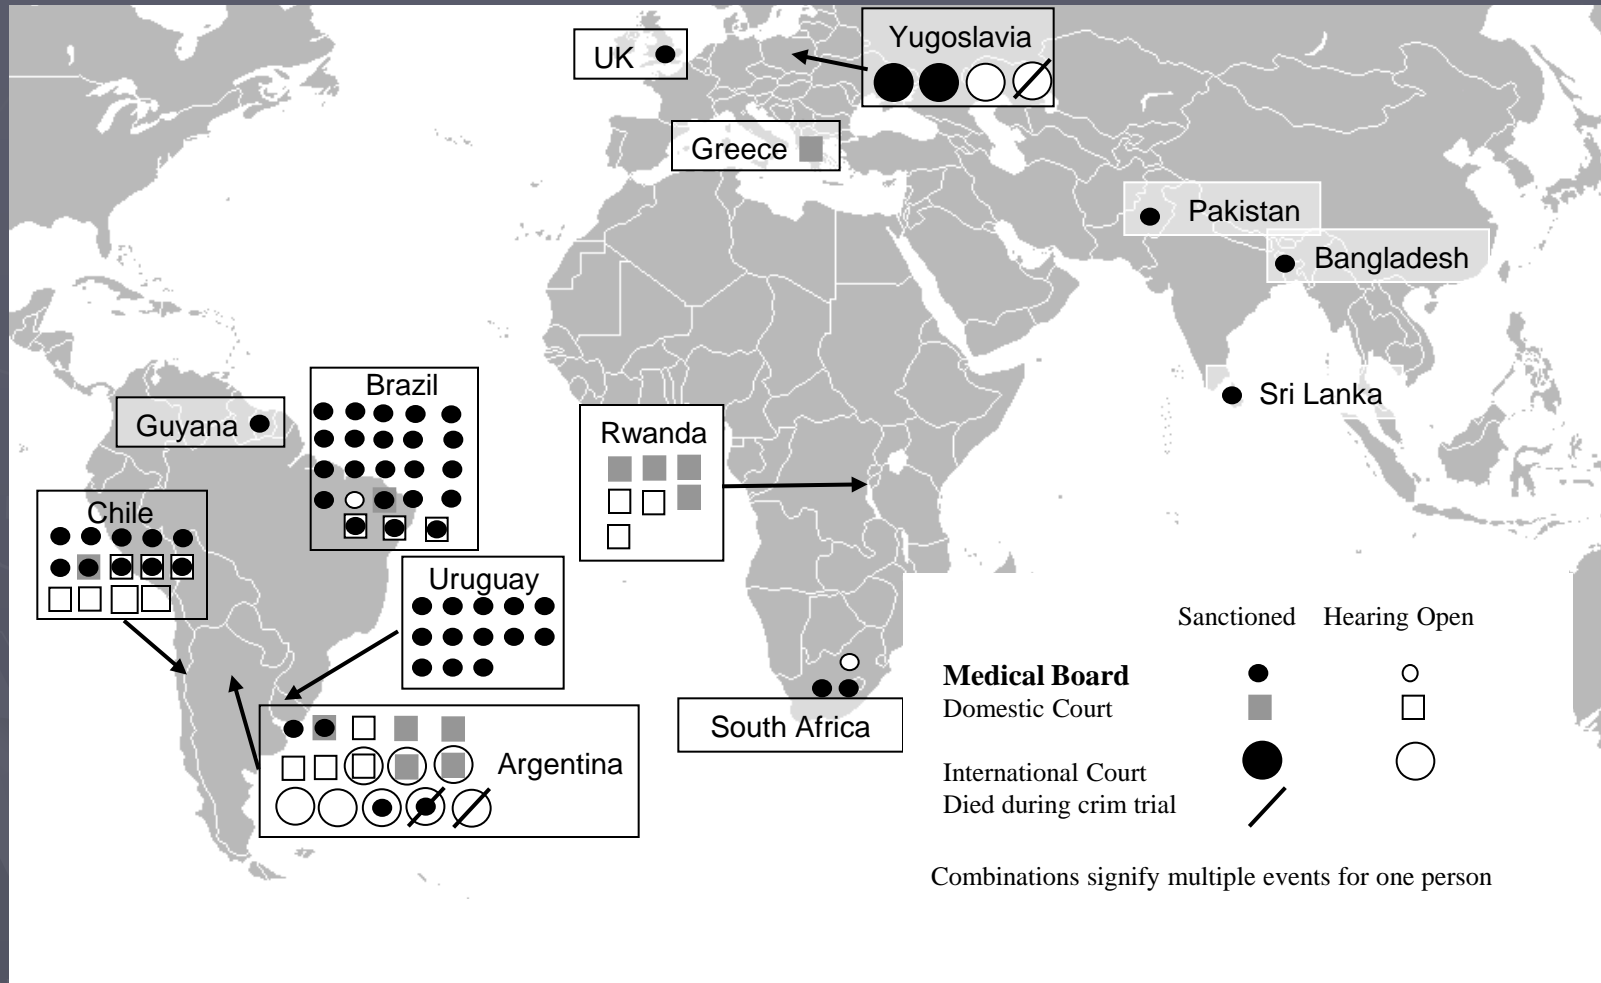 UK
Yugoslavia
Greece
Pakistan
Bangladesh
Sri Lanka
Brazil
Guyana
Rwanda
Chile
Uruguay
South Africa
Argentina
Sanctioned Hearing Open
Medical Board
Domestic Court
International Court
Died during crim trial
Combinations signify multiple events for one person